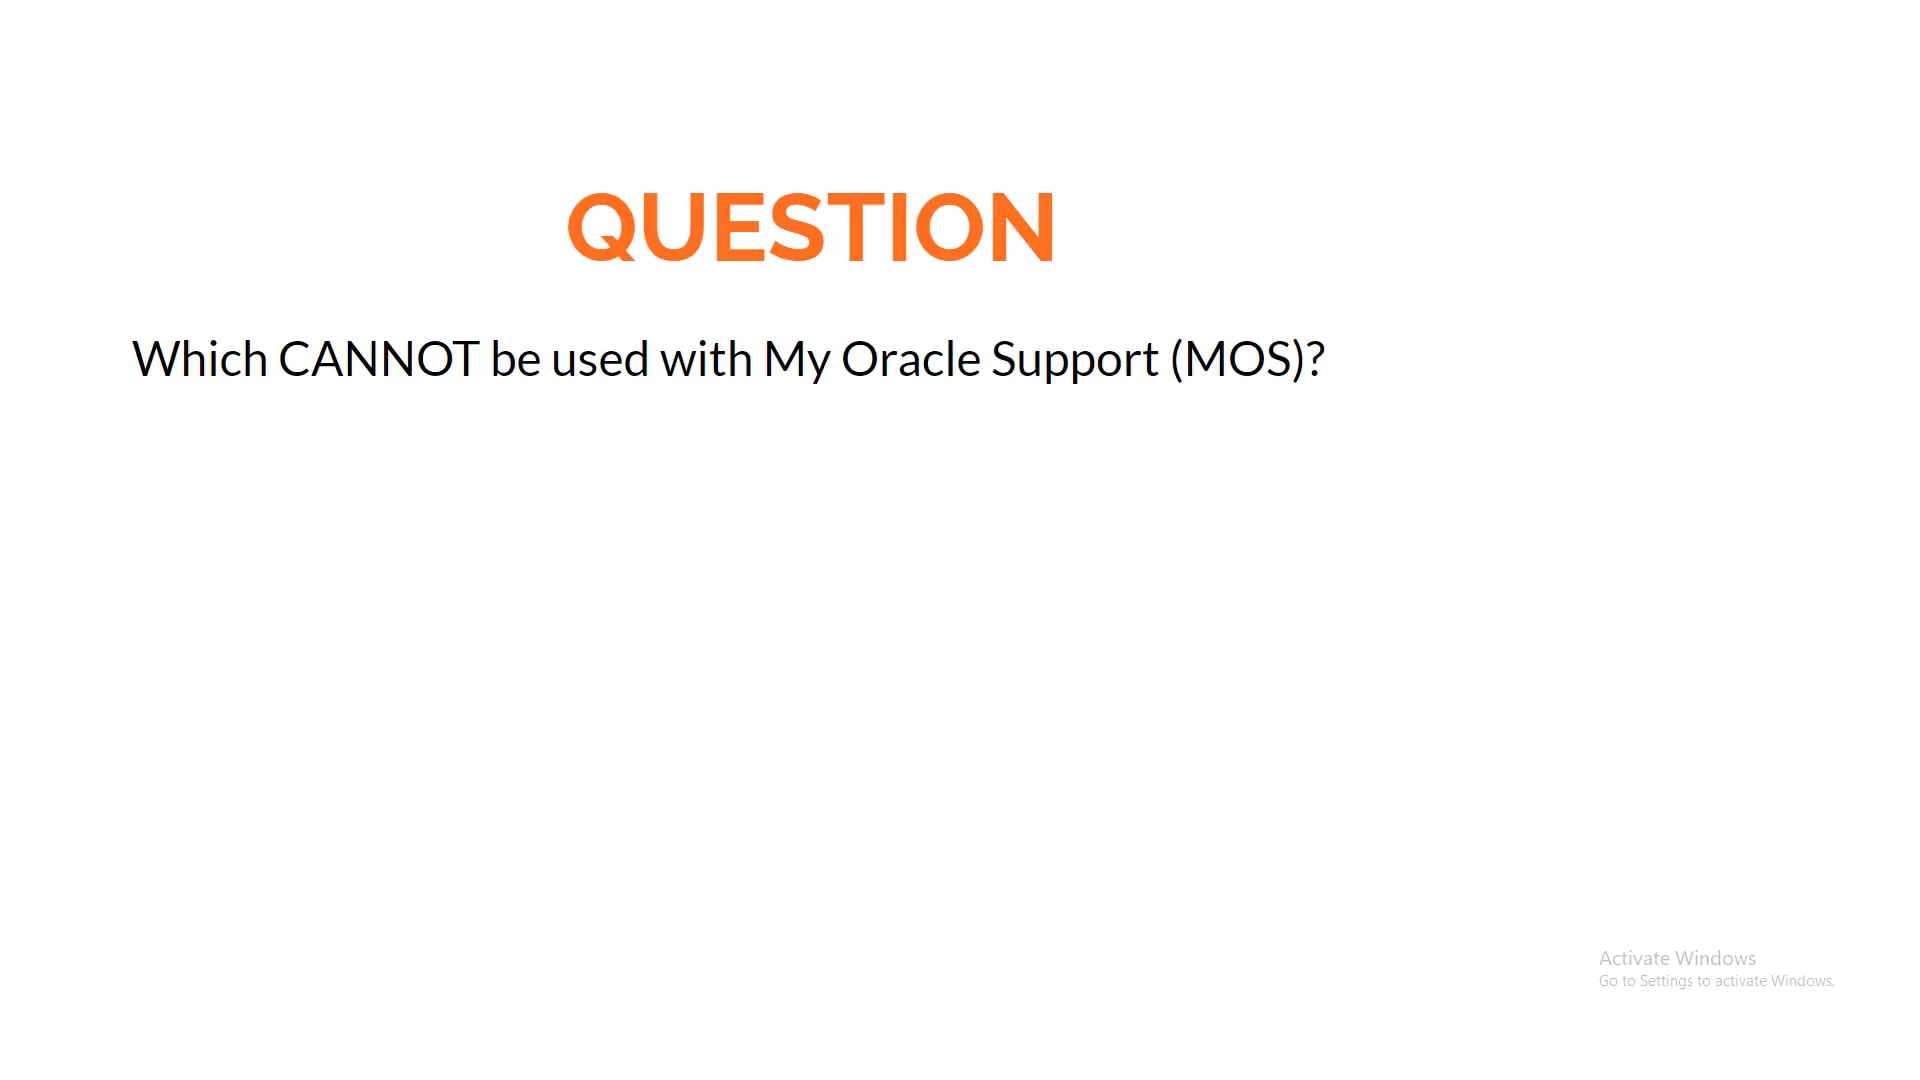 QUESTION
Which CANNOT be used with My Oracle Support (MOS)?
Activate Windows
Go to Settings to activate Windows.